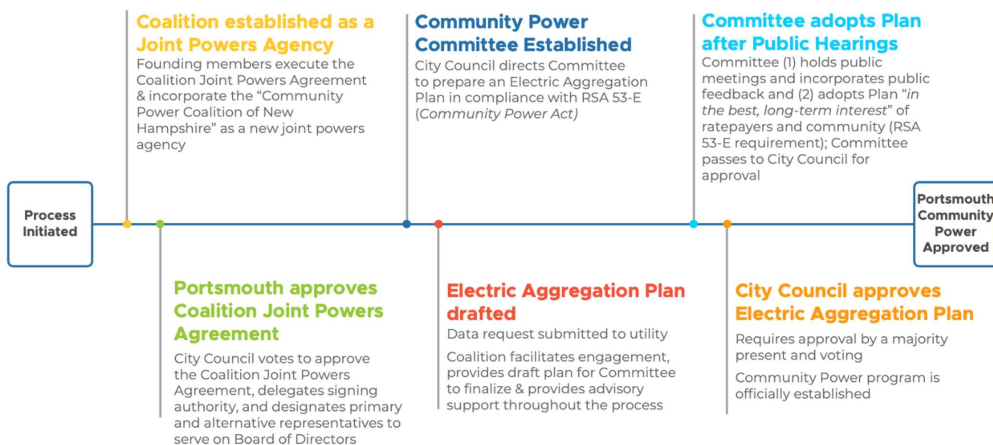 Coalition established as a
Joint Powers Agency
Founding members execute the
Coalition Joint Powers Agreement
& incorporate the “Community
Power Coalition of New
Hampshire” as a new joint powers
agency
Community Power
Committee Established
City Council directs Committee
to prepare an Electric Aggregation
Plan in compliance with RSA 53-E
(Community Power Act)
Committee adopts Plan
after Public Hearings
Committee (1) holds public
meetings and incorporates public
feedback and (2) adopts Plan “in
the best, long-term interest” of
ratepayers and community (RSA
53-E requirement); Committee
passes to City Council for
approval
Process
Initiated
Portsmouth
Community
Power
Approved
Portsmouth approves
Coalition Joint Powers
Agreement
City Council votes to approve
the Coalition Joint Powers
Agreement, delegates signing
authority, and designates primary
and alternative representatives to
serve on Board of Directors
Electric Aggregation Plan
drafted
Data request submitted to utility
Coalition facilitates engagement,
provides draft plan for Committee
to finalize & provides advisory
support throughout the process
City Council approves
Electric Aggregation Plan
Requires approval by a majority
present and voting
Community Power program is
officially established